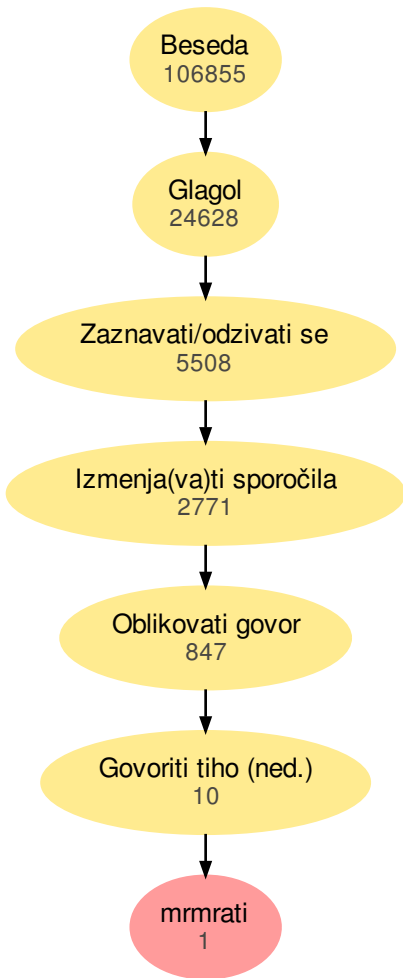 Beseda
106855
Glagol
24628
Zaznavati/odzivati se
5508
Izmenja(va)ti sporočila
2771
Oblikovati govor
847
Govoriti tiho (ned.)
10
mrmrati
1